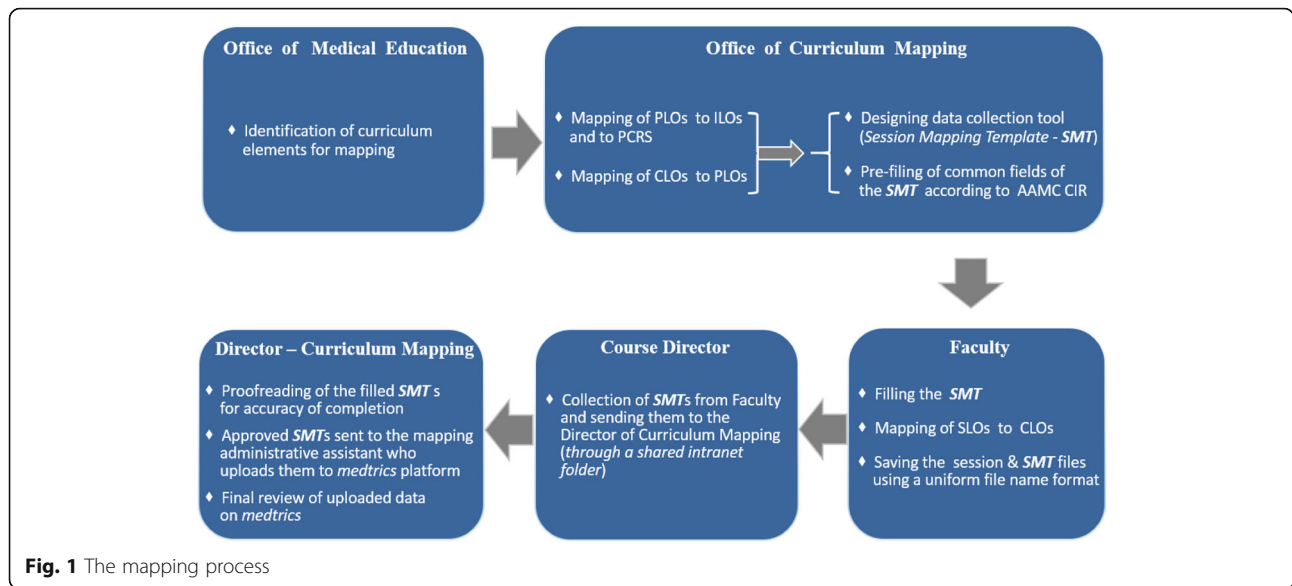 Office of Medical Education
♦ Identification of curriculum
elements for mapping
Office of Curriculum Mapping
♦ Mapping of PLOs to ILOs
and to PCRS
♦ Mapping of CLOs to PLOs
♦ Designing data collection tool
(Session Mapping Template - SMT)
♦ Pre-filing of common fields of
the SMT according to AAMC CIR
Faculty
♦ Filling the SMT
♦ Mapping of SLOs to CLOs
♦ Saving the session & SMT files
using a uniform file name format
Course Director
♦ Collection of SMTs from Faculty
and sending them to the
Director of Curriculum Mapping
(through a shared intranet
folder)
Director – Curriculum Mapping
♦ Proofreading of the filled SMT s
for accuracy of completion
♦ Approved SMTs sent to the mapping
administrative assistant who
uploads them to medtrics platform
♦ Final review of uploaded data
on medtrics
Fig. 1 The mapping process